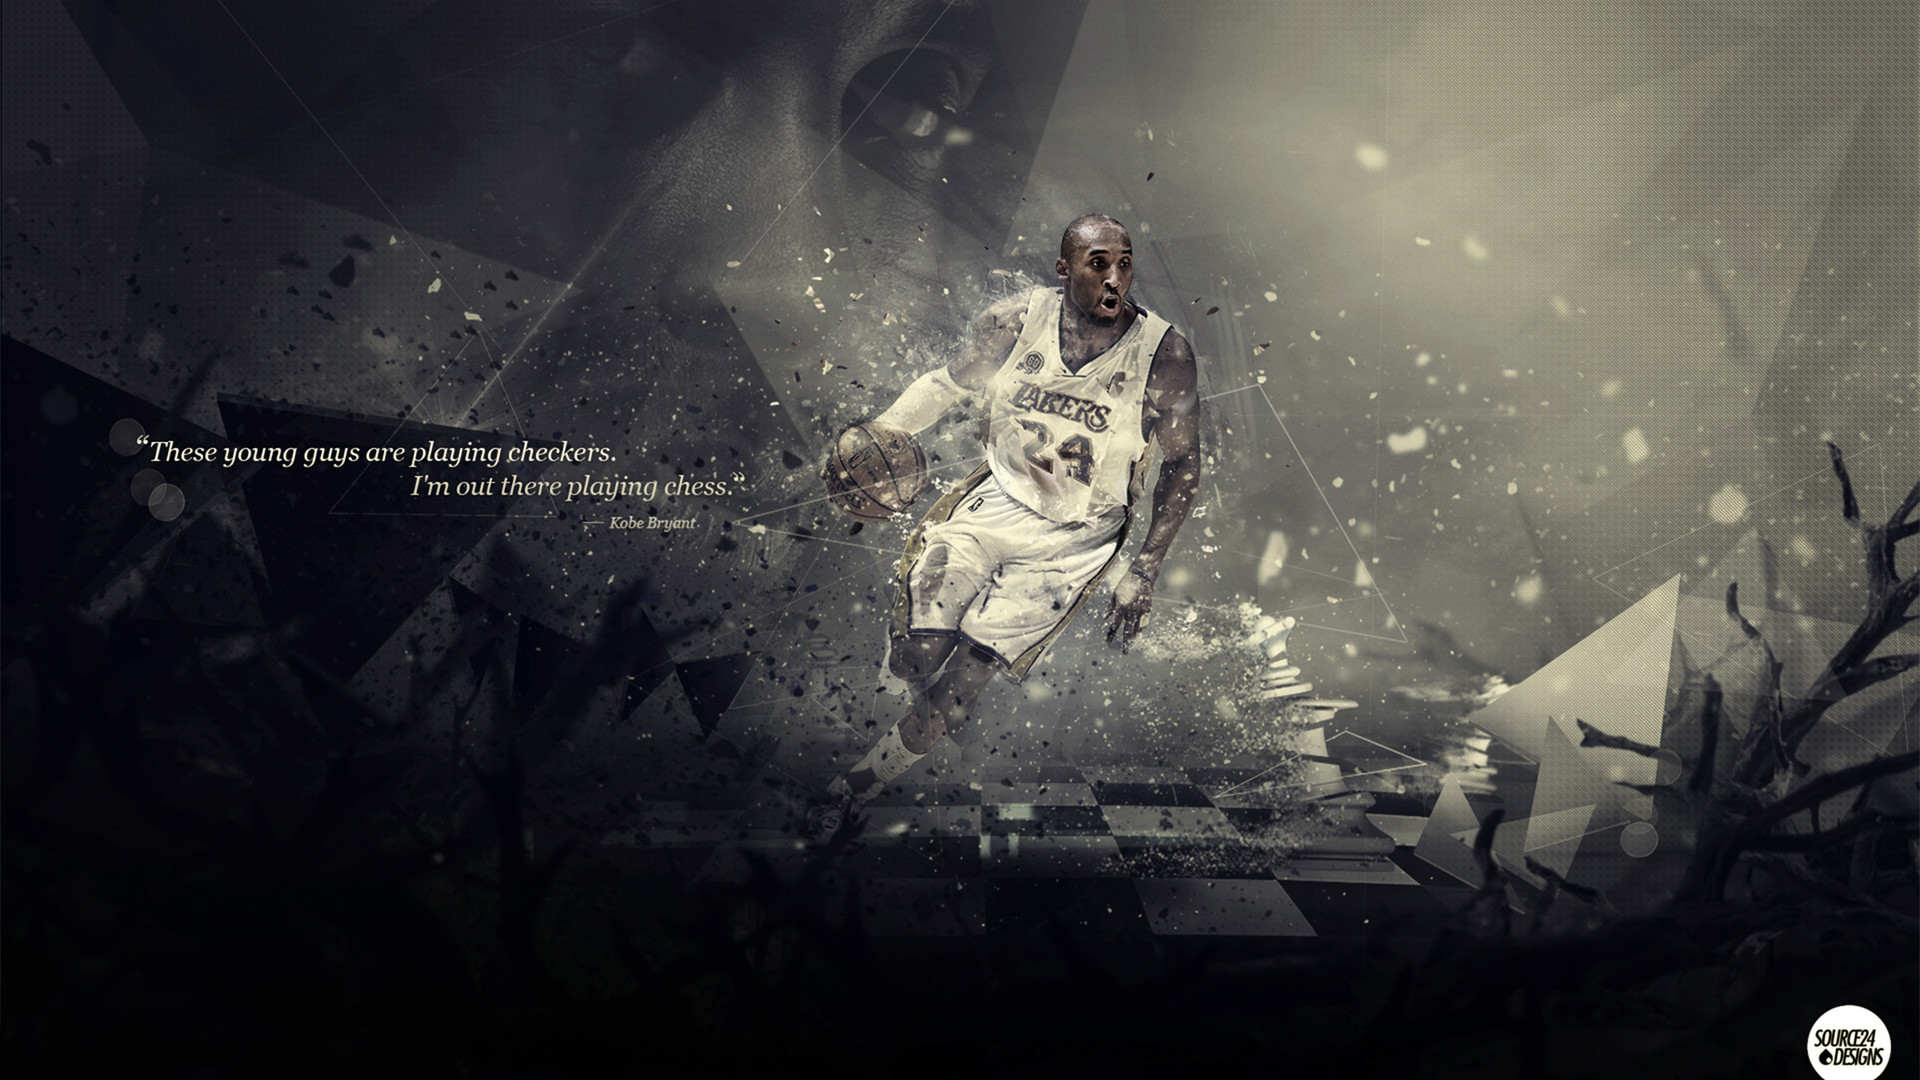 “These young guys are playing checkers.
I'm out there playing chess.”
— Kobe Bryant
LAKERS
24
SOURCE24
DESIGNS